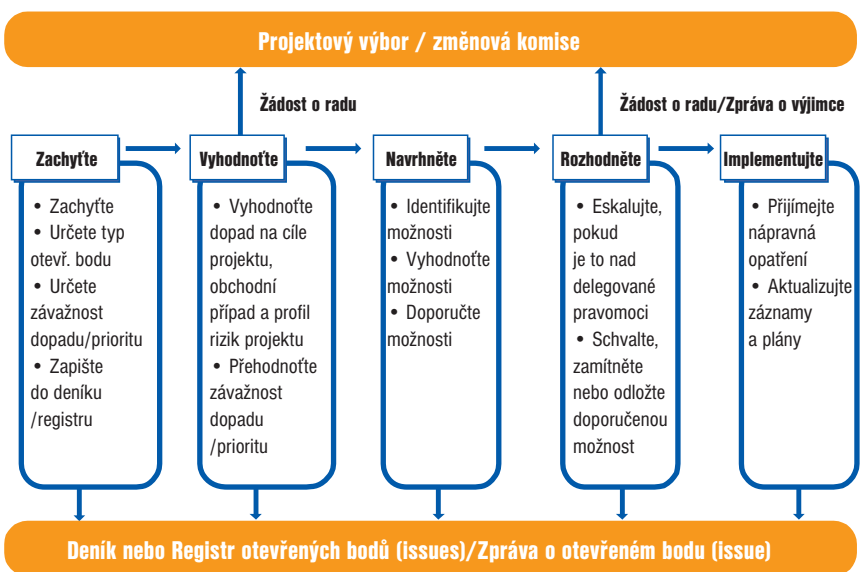 Projektový výbor / změnová komise
Žádost o radu
Žádost o radu/Zpráva o výjimce
Zachyťte
• Zachyťte
• Určete typ
otevř. bodu
• Určete
závažnost
dopadu/prioritu
• Zapište
do deníku
/registru
Vyhodnoťte
• Vyhodnoťte
dopad na cíle
projektu,
obchodní
případ a profil
rizik projektu
• Přehodnoťte
závažnost
dopadu
/prioritu
Navrhněte
• Identifikujte
možnosti
• Vyhodnoťte
možnosti
• Doporučte
možnosti
Rozhodněte
• Eskalujte,
pokud
je to nad
delegované
pravomoci
• Schvalte,
zamítněte
nebo odložte
doporučenou
možnost
Implementujte
• Přijímejte
nápravná
opatření
• Aktualizujte
záznamy
a plány
Deník nebo Registr otevřených bodů (issues)/Zpráva o otevřeném bodu (issue)